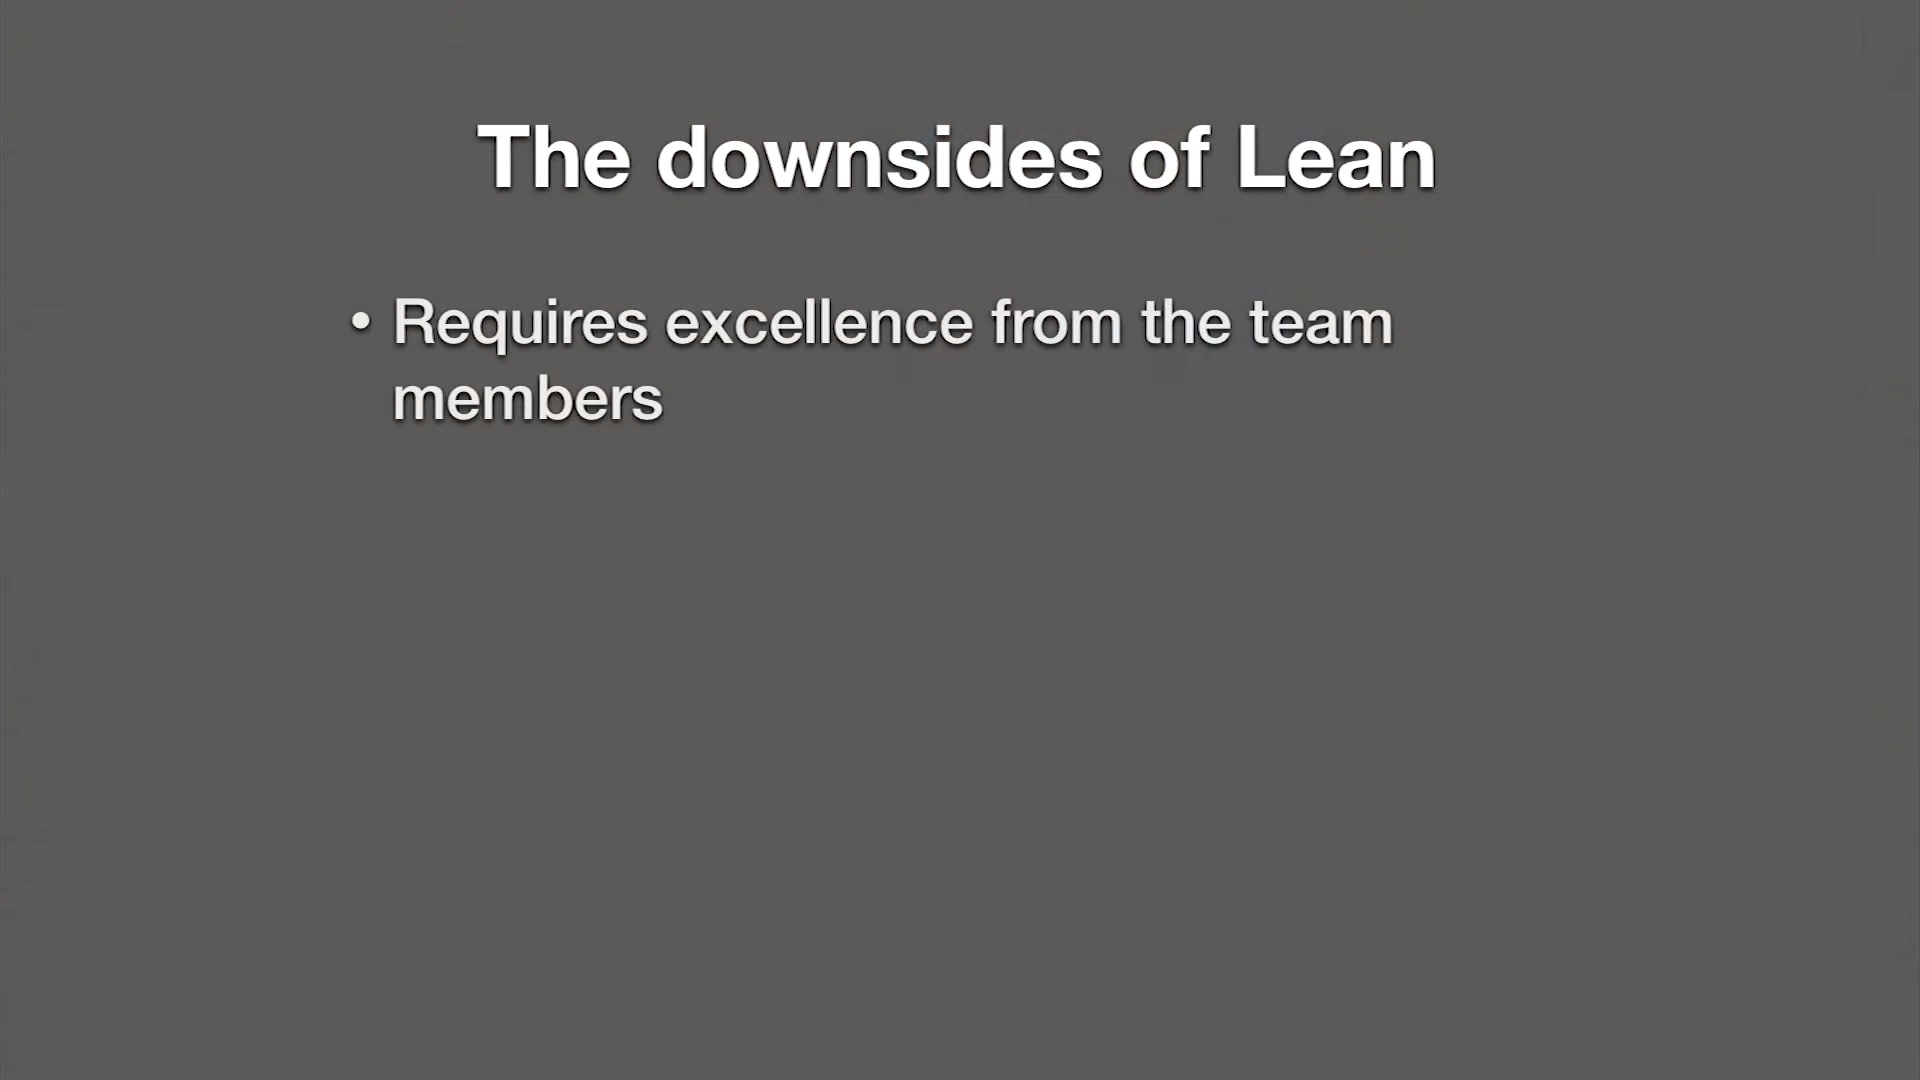 The downsides of Lean
• Requires excellence from the team
members